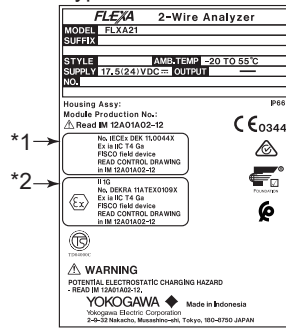 FLEXA 2-Wire Analyzer
MODEL FLXA21
SUFFIX
STYLE AMB.TEMP -20 TO 55°C
SUPPLY 17.5(24)VDC⎓ OUTPUT —
NO.
Housing Assy: IP66
Module Production No.:
⚠ Read IM 12A01A02-12
*1
No. IECEx DEK 11.0044X
Ex ia IIC T4 Ga
FISCO field device
READ CONTROL DRAWING
in IM 12A01A02-12
CE0344
*2
Ex
II 1G
No. DEKRA 11ATEX0109X
Ex ia IIC T4 Ga
FISCO field device
READ CONTROL DRAWING
in IM 12A01A02-12
FOUNDATION
⚠ WARNING
POTENTIAL ELECTROSTATIC CHARGING HAZARD
- READ IM 12A01A02-12.
YOKOGAWA ◆ Made in Indonesia
Yokogawa Electric Corporation
2-9-32 Nakacho, Musashino-shi, Tokyo, 180-8750 JAPAN